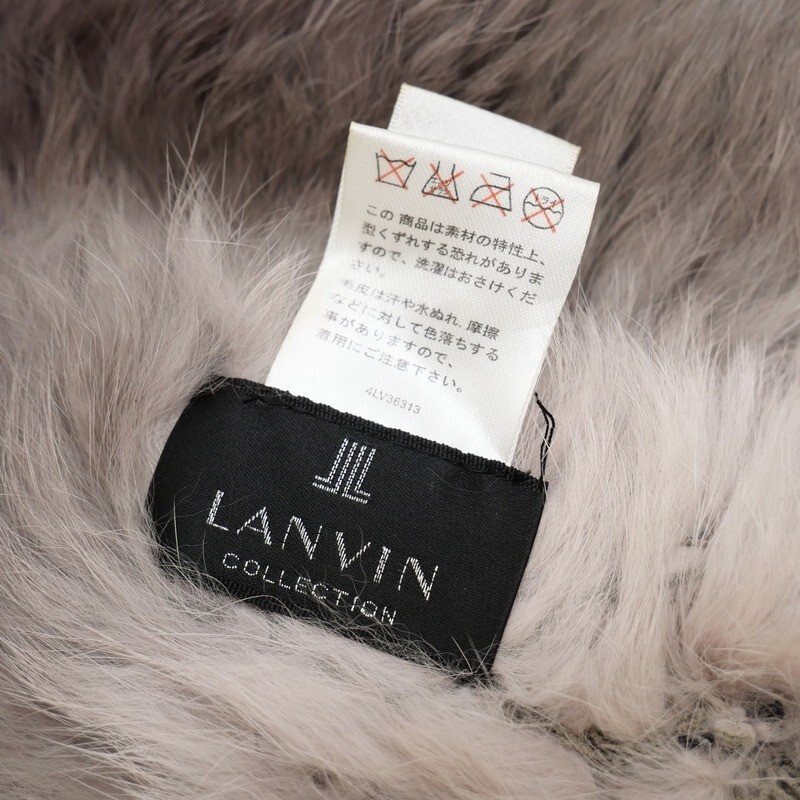 この 商品は素材の特性上、
型くずれする恐れがありま
すので、洗濯はおさけくだ
さい。
毛皮は汗や水ぬれ、摩擦
などに対して色落ちする
事がありますので、
着用にご注意下さい。
4LV36313
LANVIN
COLLECTION